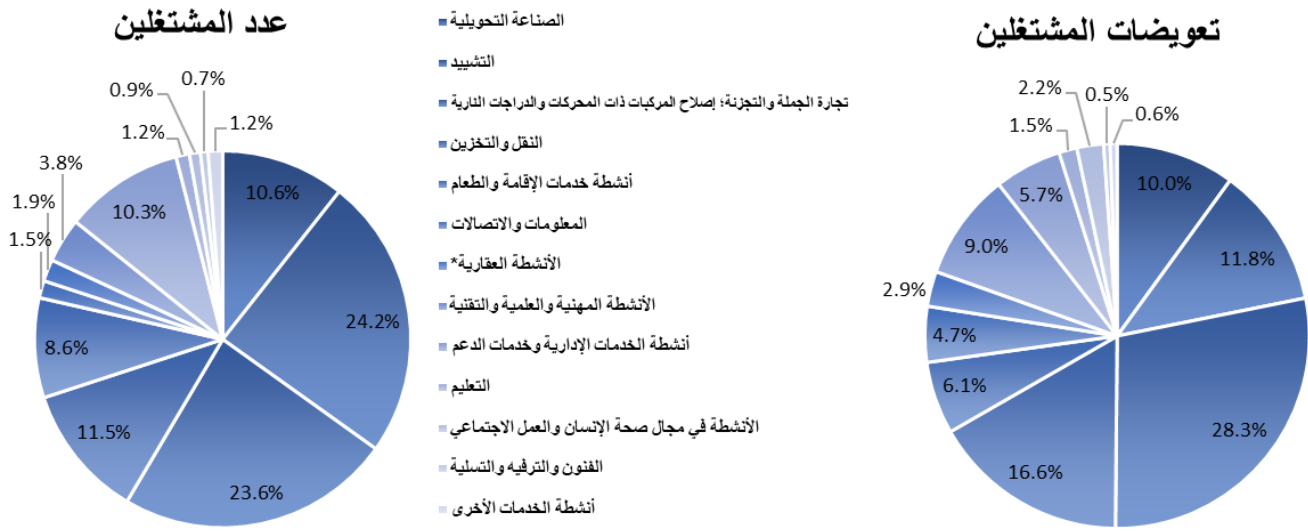 عدد المشتغلين
10.6%
24.2%
23.6%
11.5%
8.6%
1.5%
1.9%
3.8%
10.3%
1.2%
0.9%
0.7%
1.2%
الصناعة التحويلية
التشييد
تجارة الجملة والتجزئة؛ إصلاح المركبات ذات المحركات والدراجات النارية
النقل والتخزين
أنشطة خدمات الإقامة والطعام
المعلومات والاتصالات
الأنشطة العقارية*
الأنشطة المهنية والعلمية والتقنية
أنشطة الخدمات الإدارية وخدمات الدعم
التعليم
الأنشطة في مجال صحة الإنسان والعمل الاجتماعي
الفنون والترفيه والتسلية
أنشطة الخدمات الأخرى
تعويضات المشتغلين
10.0%
11.8%
28.3%
16.6%
6.1%
4.7%
2.9%
9.0%
5.7%
1.5%
2.2%
0.5%
0.6%